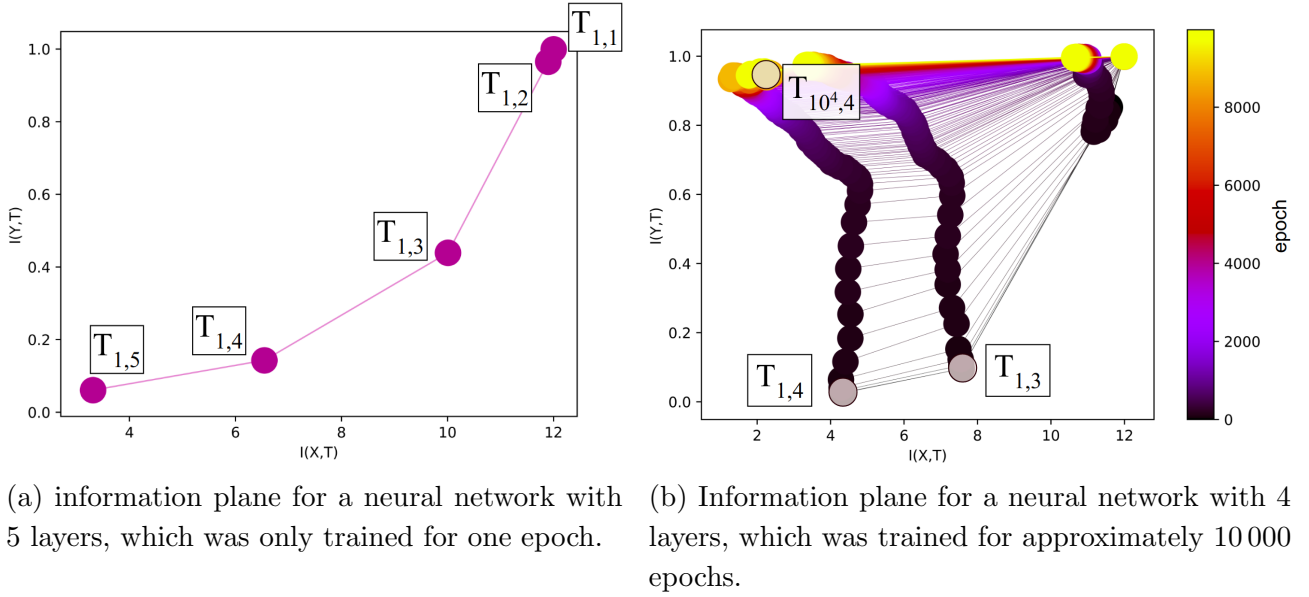 T1,1
T1,2
T1,3
T1,4
T1,5
1.0
0.8
0.6
0.4
0.2
0.0
I(Y,T)
4
6
8
10
12
I(X,T)
T10^4,4
T1,4
T1,3
1.0
0.8
0.6
0.4
0.2
0.0
I(Y,T)
2
4
6
8
10
12
I(X,T)
8000
6000
4000
2000
0
epoch
(a) information plane for a neural network with
5 layers, which was only trained for one epoch.
(b) Information plane for a neural network with 4
layers, which was trained for approximately 10 000
epochs.